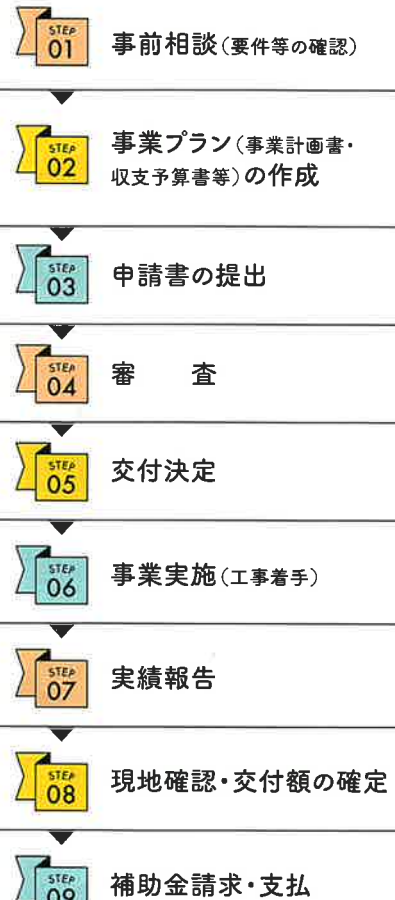 STEP
01
事前相談（要件等の確認）
STEP
02
事業プラン（事業計画書・
収支予算書等）の作成
STEP
03
申請書の提出
STEP
04
審　　査
STEP
05
交付決定
STEP
06
事業実施（工事着手）
STEP
07
実績報告
STEP
08
現地確認・交付額の確定
STEP
09
補助金請求・支払